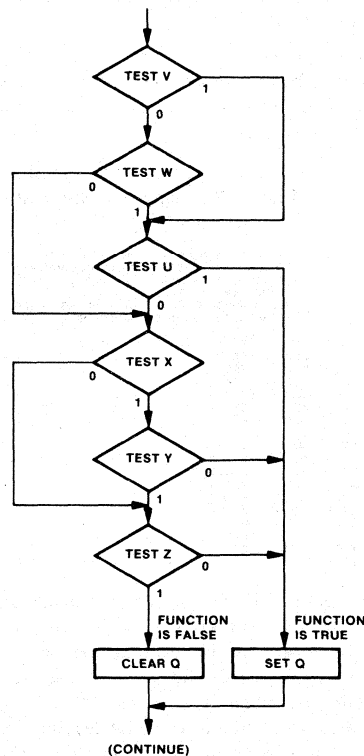 TEST V
1
0
TEST W
0
1
TEST U
1
0
TEST X
0
1
TEST Y
0
1
TEST Z
0
1
FUNCTION
IS FALSE
FUNCTION
IS TRUE
CLEAR Q
SET Q
(CONTINUE)